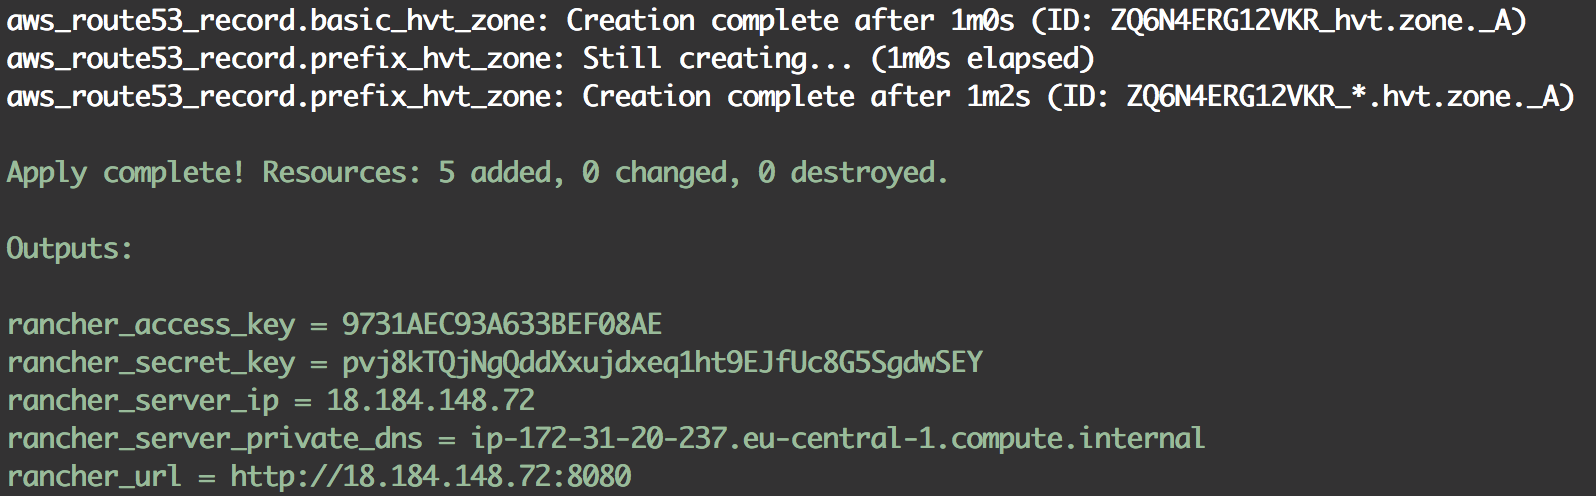 aws_route53_record.basic_hvt_zone: Creation complete after 1m0s (ID: ZQ6N4ERG12VKR_hvt.zone._A)
aws_route53_record.prefix_hvt_zone: Still creating... (1m0s elapsed)
aws_route53_record.prefix_hvt_zone: Creation complete after 1m2s (ID: ZQ6N4ERG12VKR_*.hvt.zone._A)
Apply complete! Resources: 5 added, 0 changed, 0 destroyed.
Outputs:
rancher_access_key = 9731AEC93A633BEF08AE
rancher_secret_key = pvj8kTQjNgQddXxujdxeq1ht9EJfUc8G5SgdwSEY
rancher_server_ip = 18.184.148.72
rancher_server_private_dns = ip-172-31-20-237.eu-central-1.compute.internal
rancher_url = http://18.184.148.72:8080